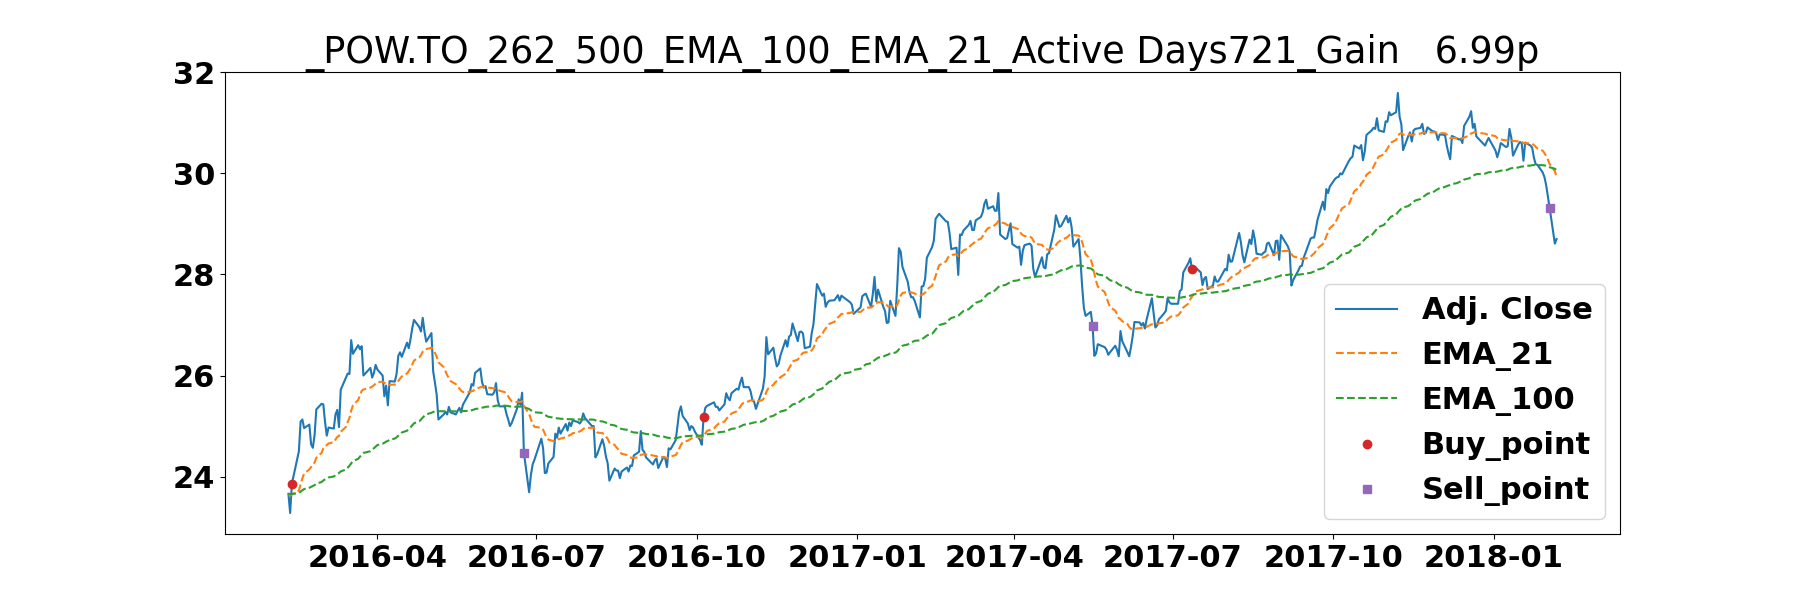 _POW.TO_262_500_EMA_100_EMA_21_Active Days721_Gain   6.99p
32
30
28
26
24
Adj. Close
EMA_21
EMA_100
Buy_point
Sell_point
2016-04 2016-07 2016-10 2017-01 2017-04 2017-07 2017-10 2018-01